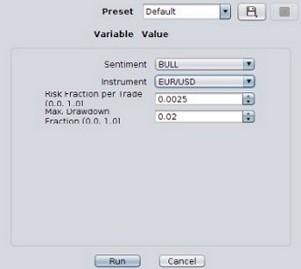 Preset Default
Variable Value
Sentiment BULL
Instrument EUR/USD
Risk Fraction per Trade
(0.0, 1.0] 0.0025
Max. Drawdown
Fraction (0.0, 1.0] 0.02
Run Cancel